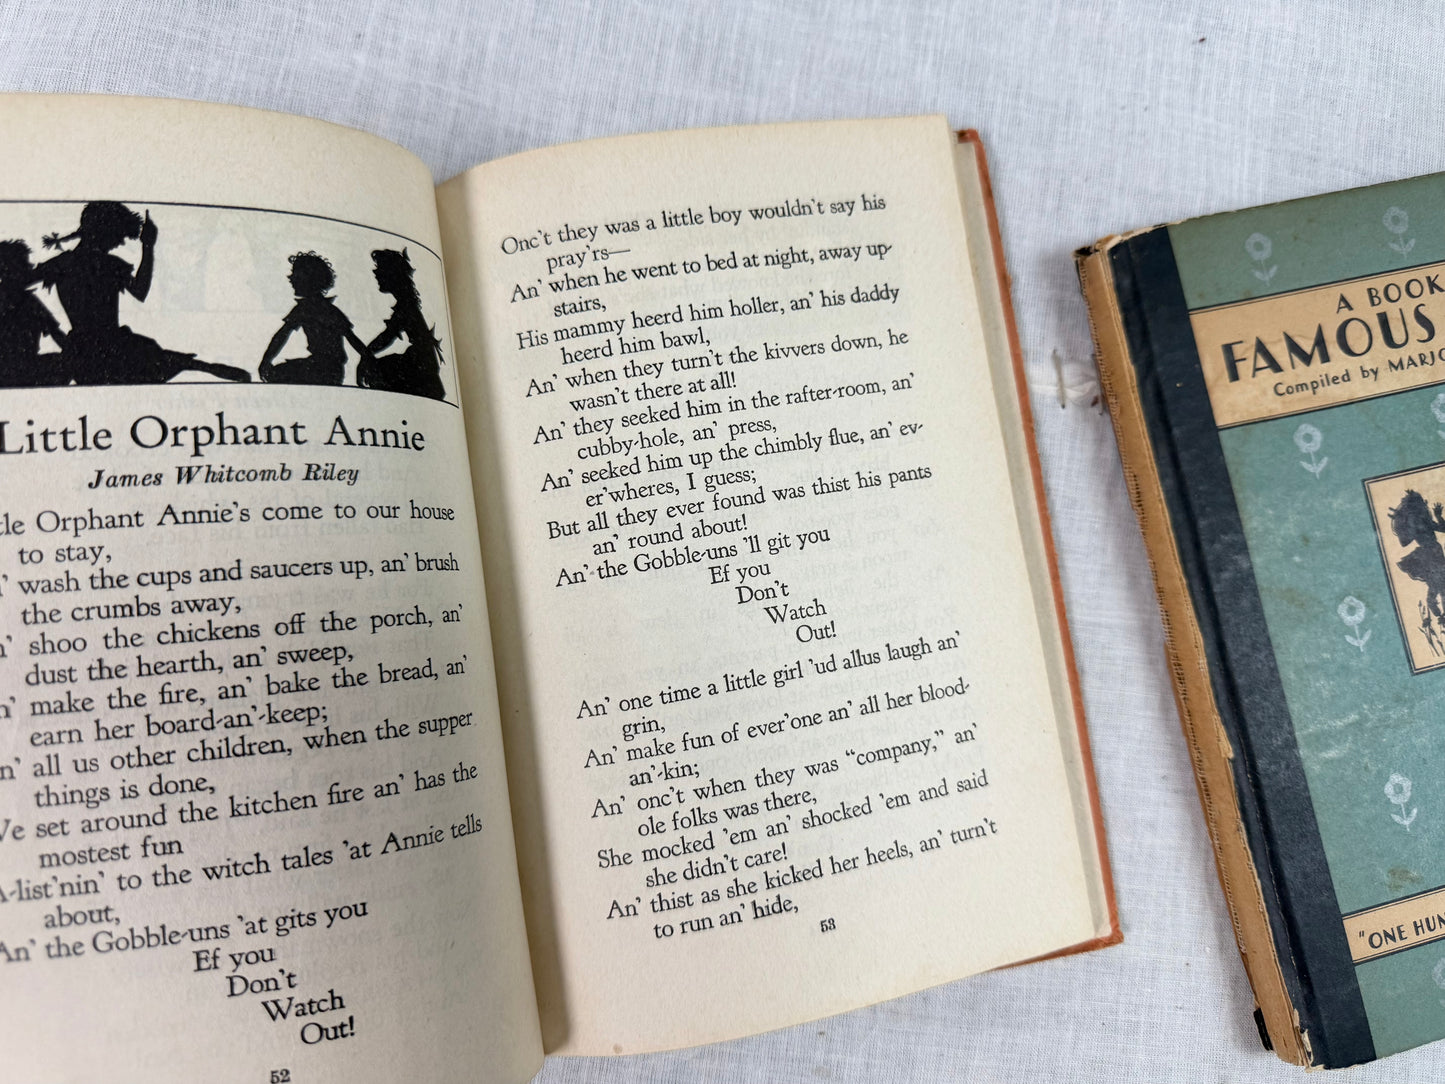 Little Orphant Annie
James Whitcomb Riley
Orphant Annie's come to our house
to stay,
wash the cups and saucers up, an' brush
the crumbs away,
shoo the chickens off the porch, an'
dust the hearth, an' sweep,
make the fire, an' bake the bread, an'
earn her board-an'-keep;
all us other children, when the supper
things is done,
set around the kitchen fire an' has the
mostest fun
A-list'nin' to the witch tales 'at Annie tells
about,
An' the Gobble-uns 'at gits you
Ef you
Don't
Watch
Out!
52
Onc't they was a little boy wouldn't say his
pray'rs—
An' when he went to bed at night, away up-
stairs,
His mammy heerd him holler, an' his daddy
heerd him bawl,
An' when they turn't the kivvers down, he
wasn't there at all!
An' they seeked him in the rafter-room, an'
cubby-hole, an' press,
An' seeked him up the chimbly flue, an' ev-
er'wheres, I guess;
But all they ever found was thist his pants
an' round about!
An' the Gobble-uns 'll git you
Ef you
Don't
Watch
Out!
An' one time a little girl 'ud allus laugh an'
grin,
An' make fun of ever'one an' all her blood-
an'-kin;
An' onc't when they was "company," an'
ole folks was there,
She mocked 'em an' shocked 'em and said
she didn't care!
An' thist as she kicked her heels, an' turn't
to run an' hide,
53
A BOOK
FAMOUS
Compiled by
"ONE